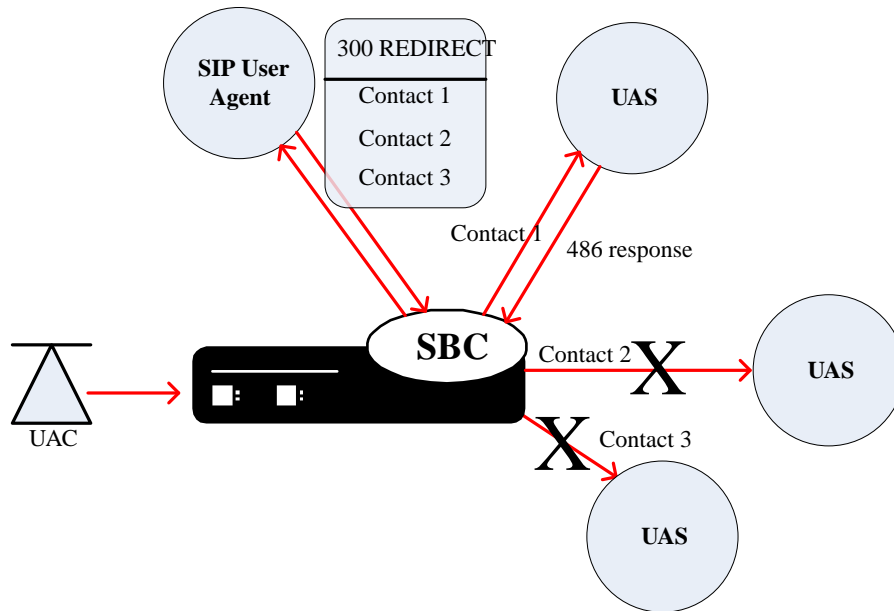 300 REDIRECT
SIP User
Agent
Contact 1
Contact 2
Contact 3
UAS
Contact 1
486 response
SBC
Contact 2
X
UAS
UAC
X
Contact 3
UAS